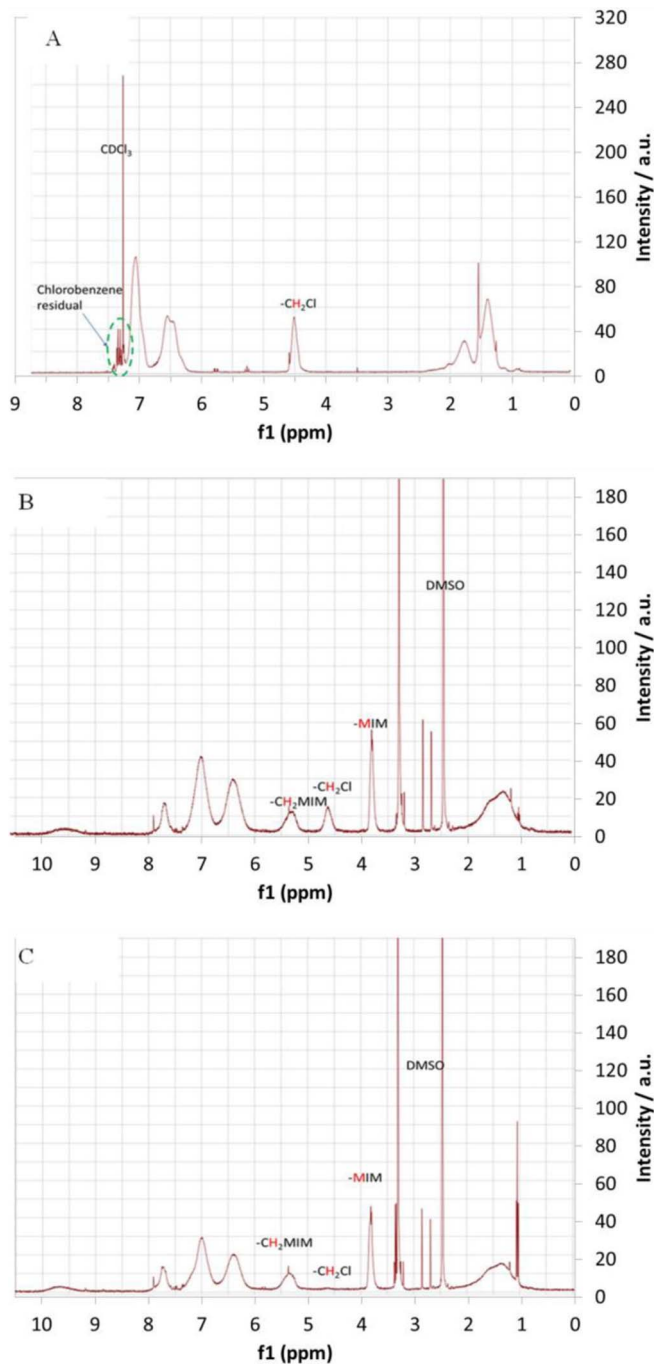 A
CDCl₃
Chlorobenzene
residual
-CH₂Cl
320
280
240
200
160
120
80
40
0
Intensity / a.u.
9 8 7 6 5 4 3 2 1 0
f1 (ppm)
B
DMSO
-MIM
-CH₂Cl
-CH₂MIM
180
160
140
120
100
80
60
40
20
0
Intensity / a.u.
10 9 8 7 6 5 4 3 2 1 0
f1 (ppm)
C
DMSO
-MIM
-CH₂MIM
-CH₂Cl
180
160
140
120
100
80
60
40
20
0
Intensity / a.u.
10 9 8 7 6 5 4 3 2 1 0
f1 (ppm)